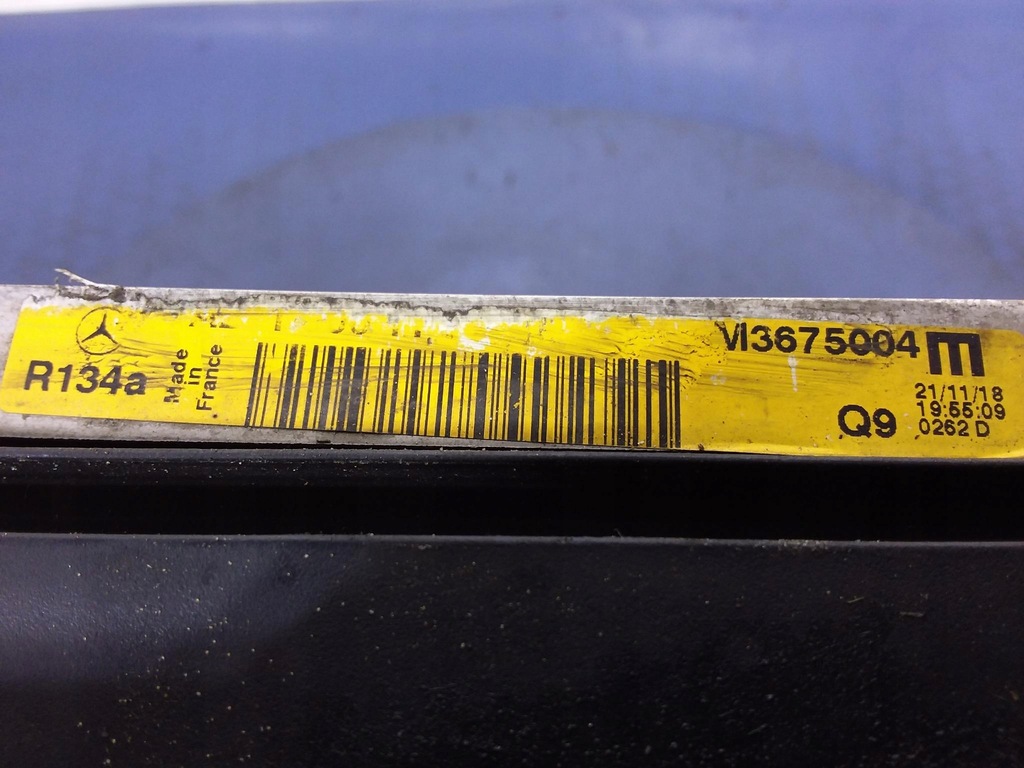 R134a
Made
in
France
VI3675004 m
Q9
21/11/18
19:55:09
0262 D